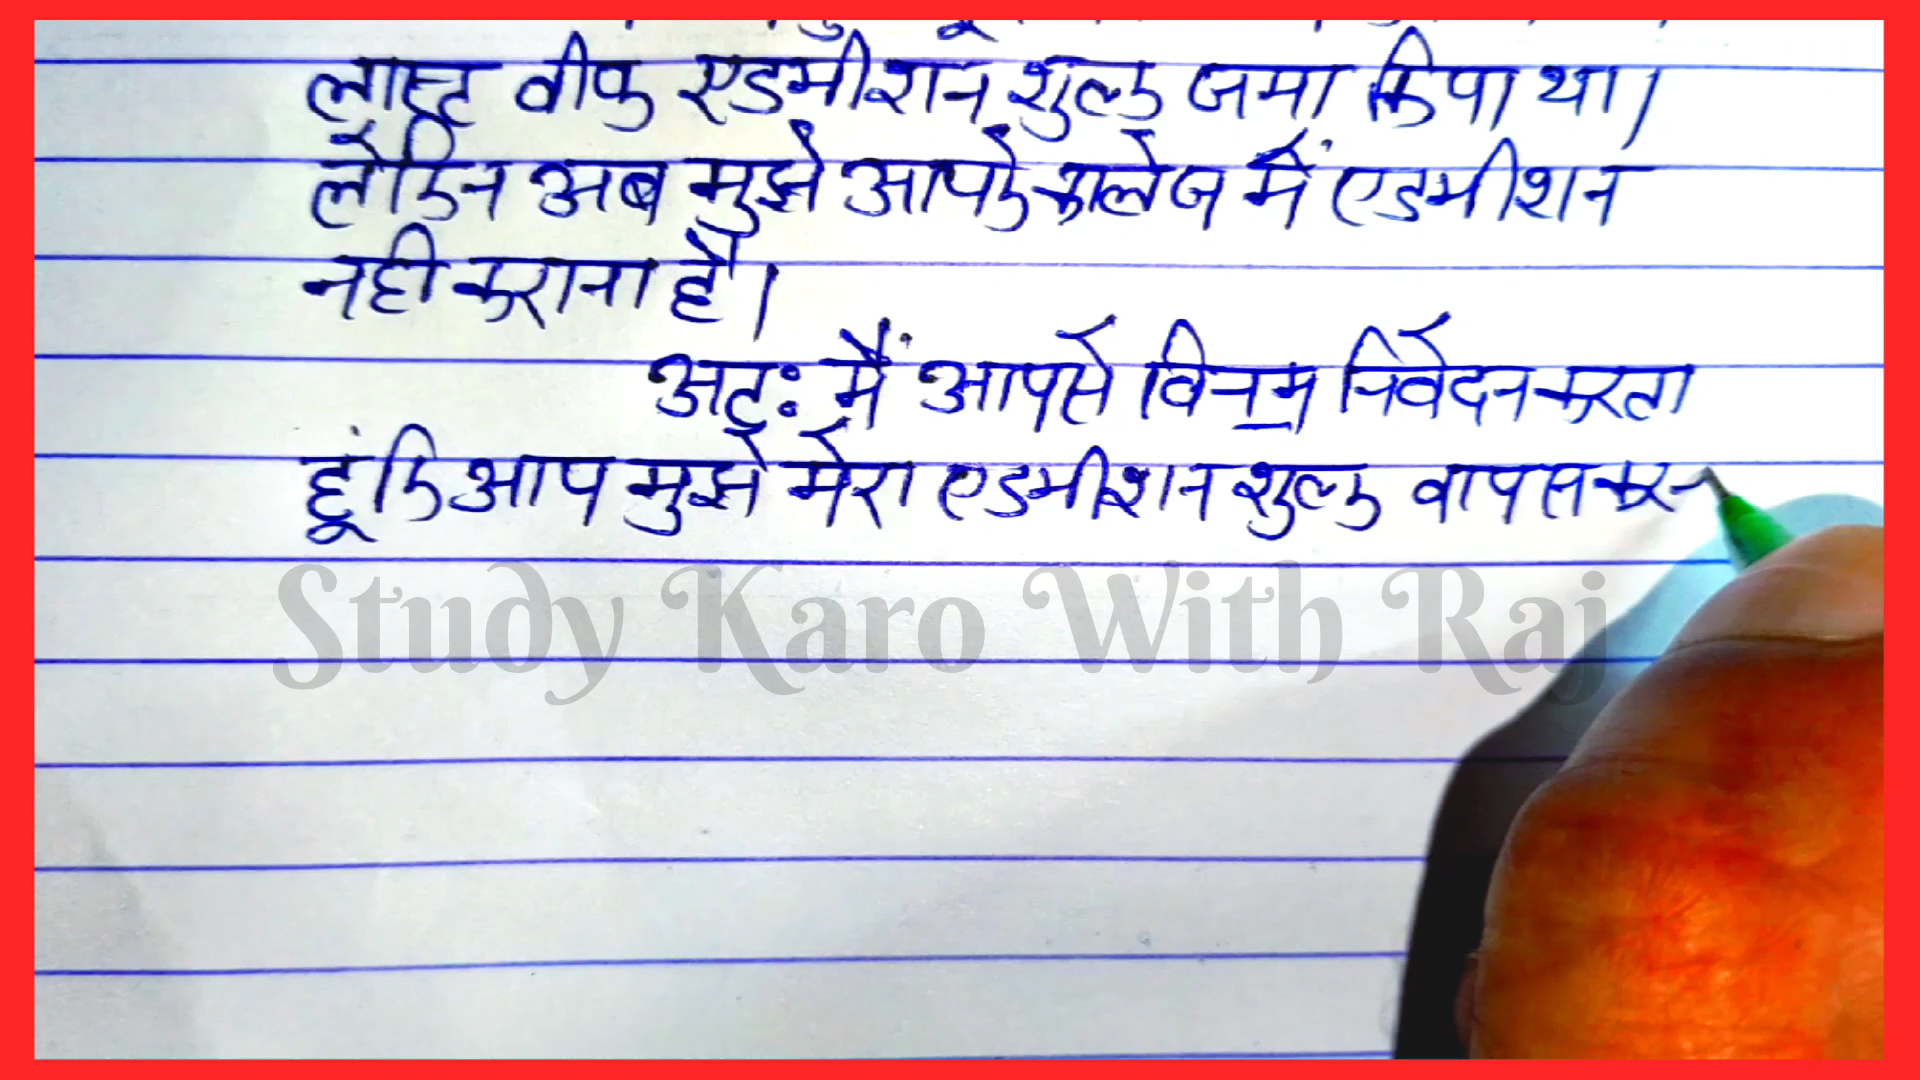 लास्ट वीक एडमीशन शुल्क जमा किया था।
लेकिन अब मुझे आपके कालेज में एडमीशन
नही कराना है।
अतः मैं आपसे विनम्र निवेदन करता
हूं कि आप मुझे मेरा एडमीशन शुल्क वापस करन
Study Karo With Raj